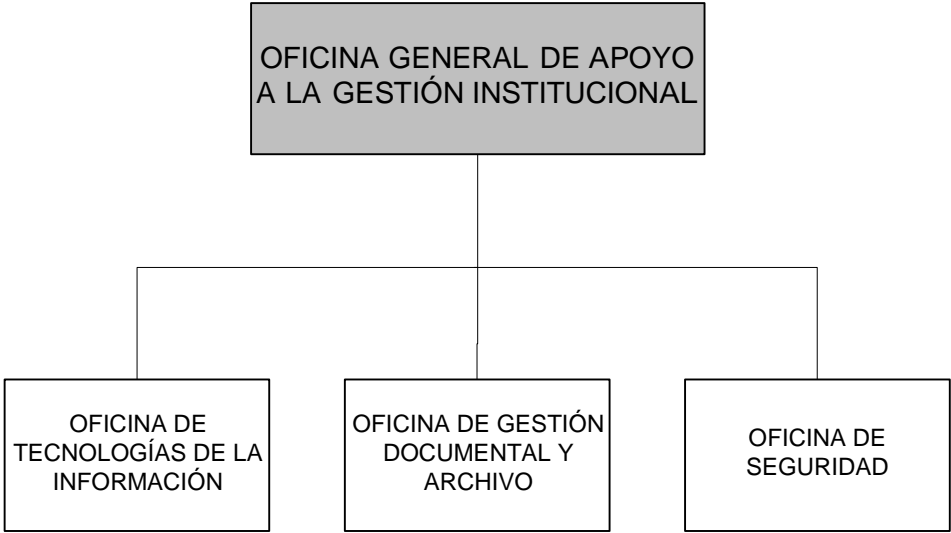 OFICINA GENERAL DE APOYO
A LA GESTIÓN INSTITUCIONAL
OFICINA DE
TECNOLOGÍAS DE LA
INFORMACIÓN
OFICINA DE GESTIÓN
DOCUMENTAL Y
ARCHIVO
OFICINA DE
SEGURIDAD